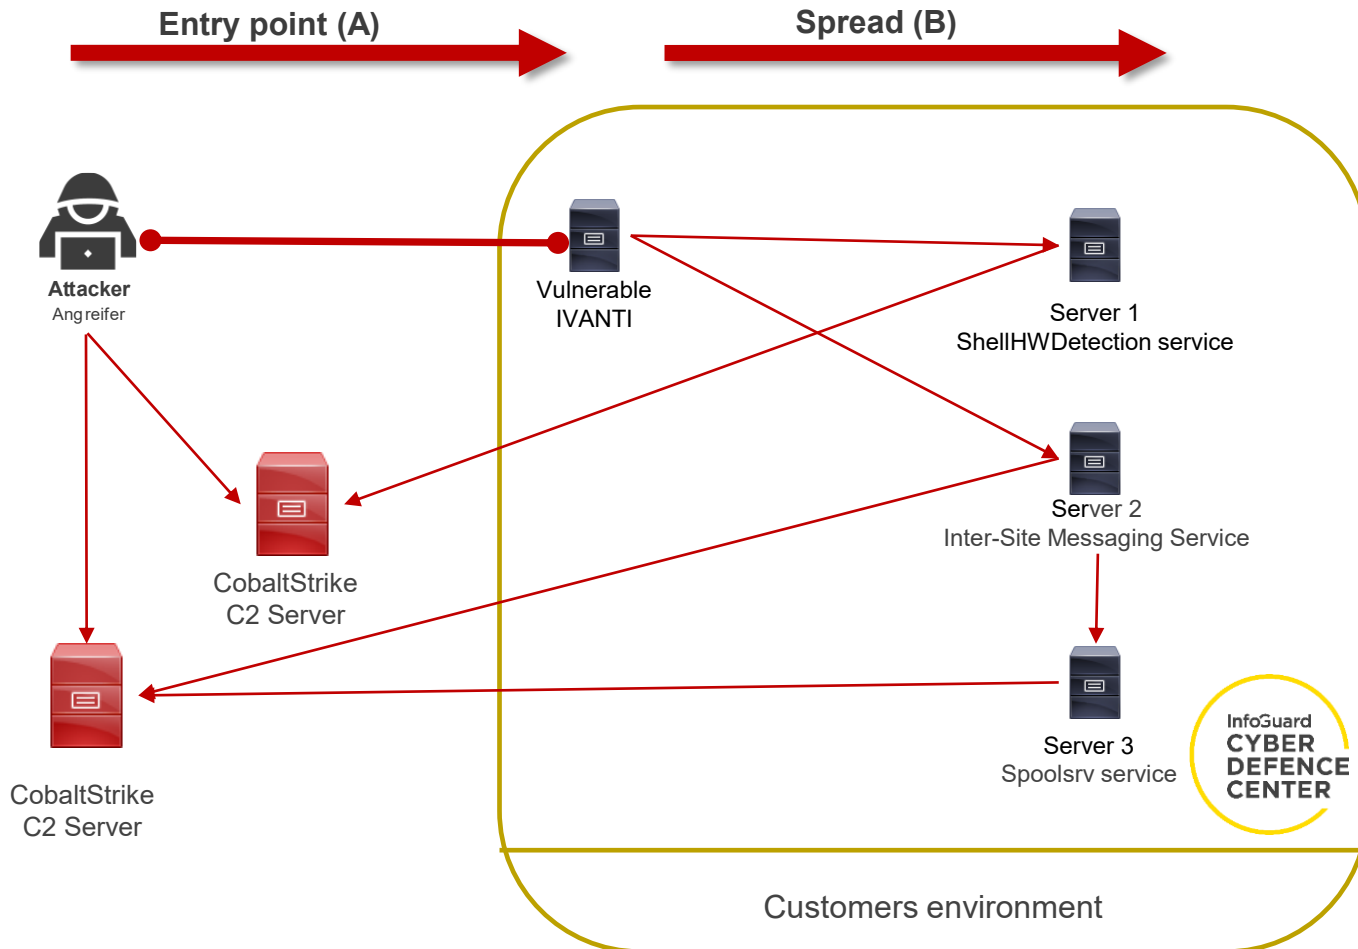 Entry point (A)
Spread (B)
Attacker
Angreifer
Vulnerable
IVANTI
Server 1
ShellHWDetection service
CobaltStrike
C2 Server
Server 2
Inter-Site Messaging Service
CobaltStrike
C2 Server
Server 3
Spoolsrv service
InfoGuard
CYBER
DEFENCE
CENTER
Customers environment